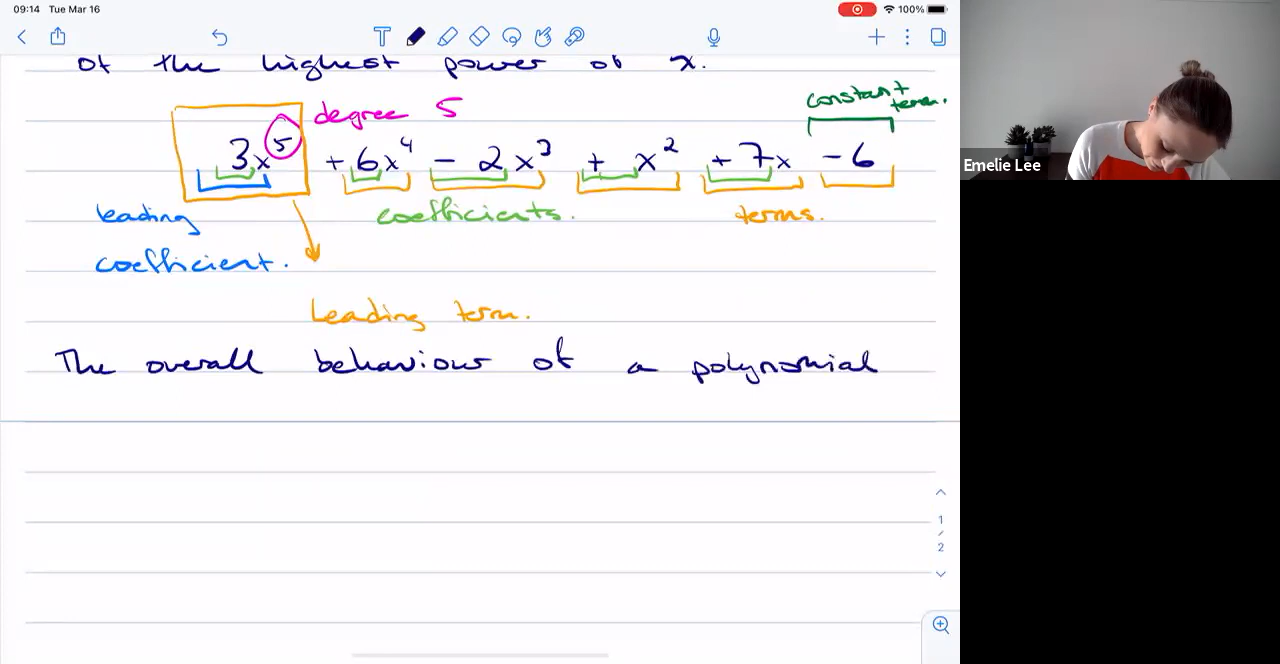 09:14 Tue Mar 16
100%
of the highest power of x.
constant
term.
degree 5
3x⁵ + 6x⁴ - 2x³ + x² + 7x - 6
leading
coefficient.
coefficients.
terms.
Leading term.
The overall behaviour of a polynomial
1
/
2
Emelie Lee